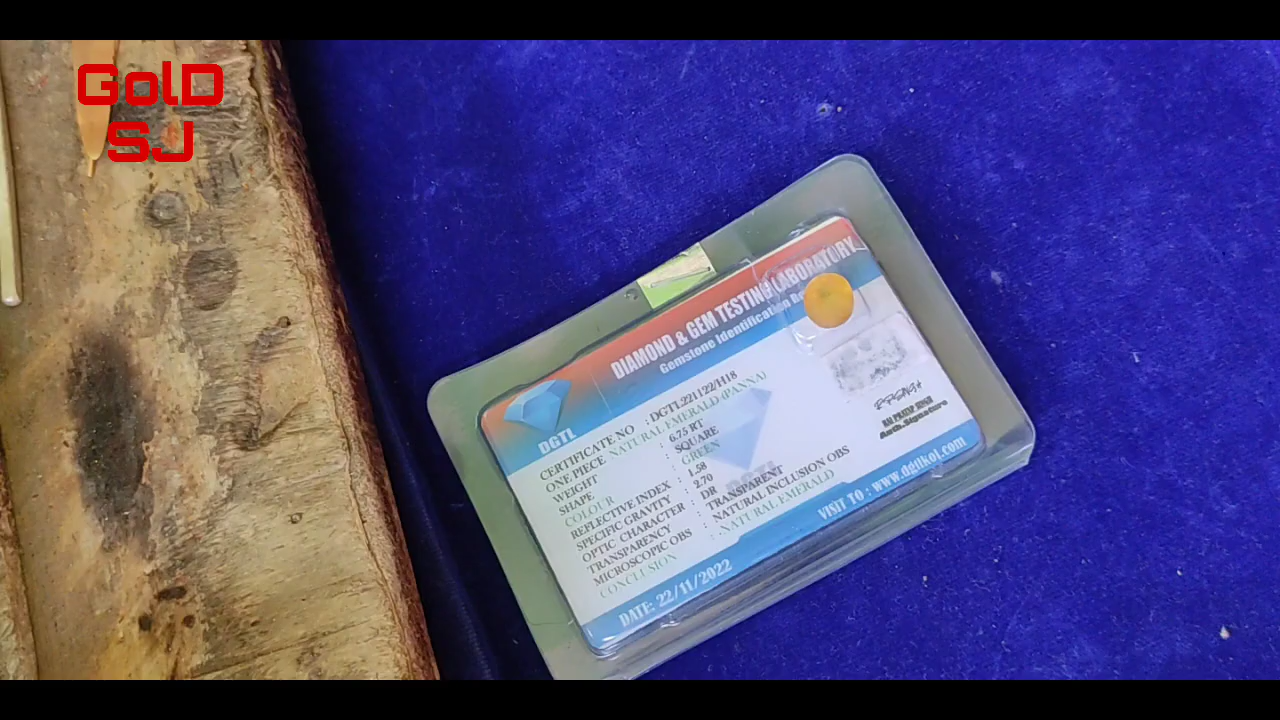 GolD
SJ
DIAMOND & GEM TESTING LABORATORY
Gemstone Identification
DGTL
CERTIFICATE NO : DGTL221122/H18
ONE PIECE NATURAL EMERALD (PANNA)
WEIGHT : 6.75 RT
SHAPE : SQUARE
COLOUR : GREEN
REFLECTIVE INDEX : 1.58
SPECIFIC GRAVITY : 2.70
OPTIC CHARACTER : DR
TRANSPARENCY : TRANSPARENT
MICROSCOPIC OBS : NATURAL INCLUSION OBS
CONCLUSION : NATURAL EMERALD
Auth.Signature
DATE: 22/11/2022
VISIT TO : www.dgtlkol.com